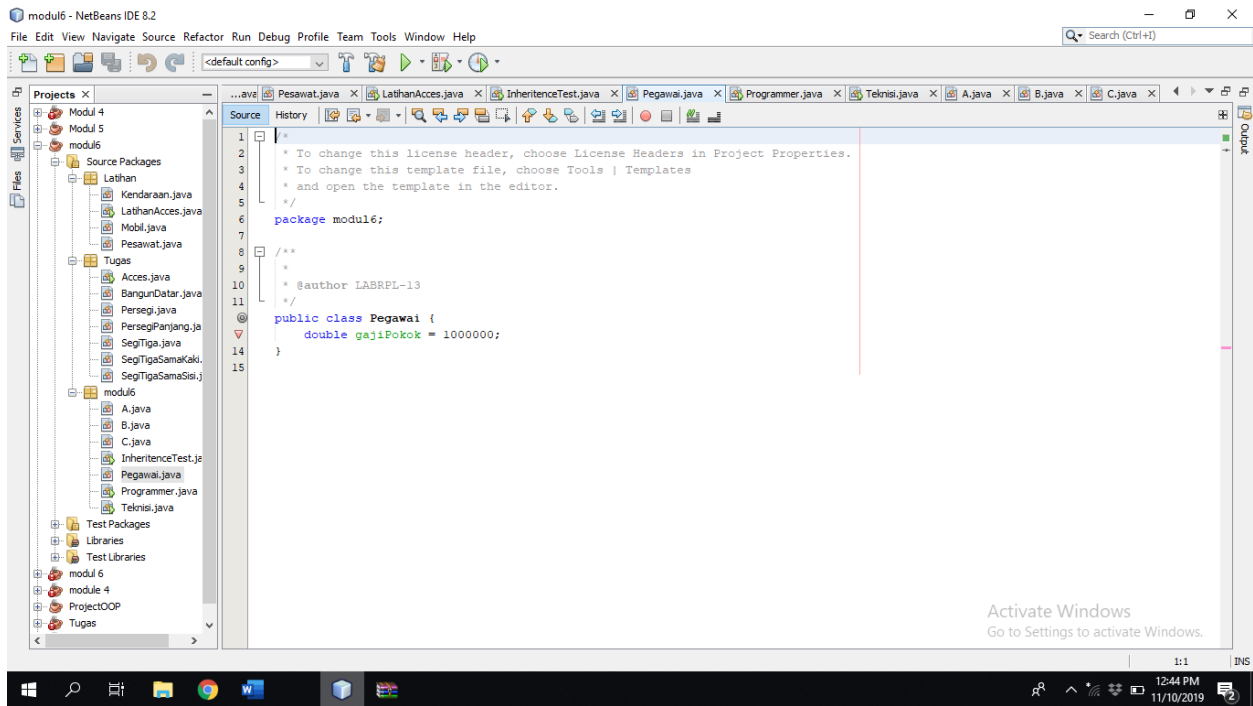 modul6 - NetBeans IDE 8.2
File Edit View Navigate Source Refactor Run Debug Profile Team Tools Window Help
Search (Ctrl+I)
<default config>
Projects
...ava Pesawat.java LatihanAcces.java InheritenceTest.java Pegawai.java Programmer.java Teknisi.java A.java B.java C.java
Services
Files
Output
Modul 4
Modul 5
modul6
Source Packages
Latihan
Kendaraan.java
LatihanAcces.java
Mobil.java
Pesawat.java
Tugas
Acces.java
BangunDatar.java
Persegi.java
PersegiPanjang.ja
SegiTiga.java
SegiTigaSamaKaki.
SegiTigaSamaSisi.j
modul6
A.java
B.java
C.java
InheritenceTest.ja
Pegawai.java
Programmer.java
Teknisi.java
Test Packages
Libraries
Test Libraries
modul 6
module 4
ProjectOOP
Tugas
Source History
1 /*
2 * To change this license header, choose License Headers in Project Properties.
3 * To change this template file, choose Tools | Templates
4 * and open the template in the editor.
5 */
6 package modul6;
7
8 /**
9 *
10 * @author LABRPL-13
11 */
public class Pegawai {
double gajiPokok = 1000000;
14 }
15
Activate Windows
Go to Settings to activate Windows.
1:1 INS
12:44 PM
11/10/2019
2